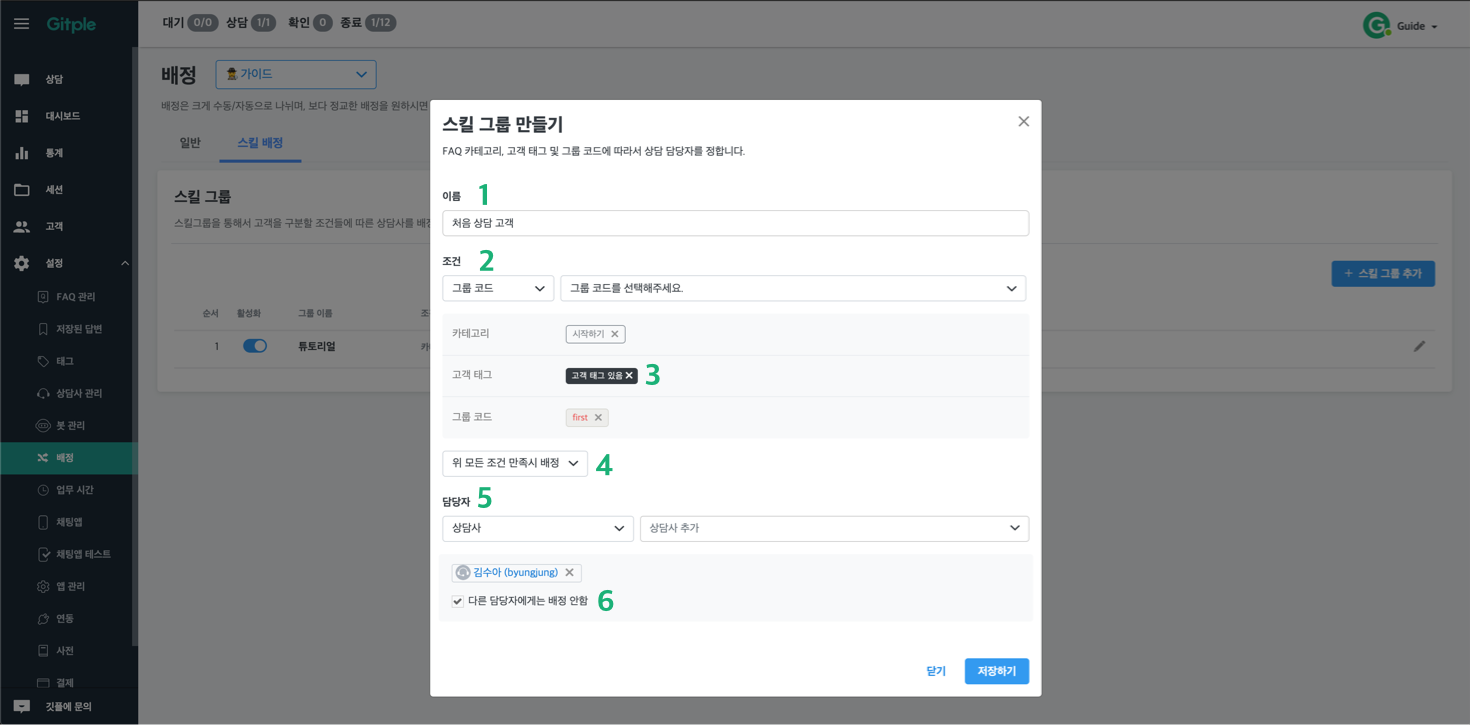 Gitple
대기 0/0 상담 1/1 확인 0 종료 1/12
Guide
상담
대시보드
통계
세션
고객
설정
FAQ 관리
저장된 답변
태그
상담사 관리
봇 관리
배정
업무 시간
채팅앱
채팅앱 테스트
앱 관리
연동
사전
결제
깃플에 문의
배정 가이드
배정은 크게 수동/자동으로 나뉘며, 보다 정교한 배정을 원하시면
일반 스킬 배정
스킬 그룹
스킬그룹을 통해서 고객을 구분할 조건들에 따른 상담사를 배정
+ 스킬 그룹 추가
순서 활성화 그룹 이름 조
1 튜토리얼
스킬 그룹 만들기
FAQ 카테고리, 고객 태그 및 그룹 코드에 따라서 상담 담당자를 정합니다.
이름 1
처음 상담 고객
조건 2
그룹 코드 그룹 코드를 선택해주세요.
카테고리 시작하기
고객 태그 고객 태그 있음 3
그룹 코드 first
위 모든 조건 만족시 배정 4
담당자 5
상담사 상담사 추가
김수아 (byungjung)
다른 담당자에게는 배정 안함 6
닫기 저장하기